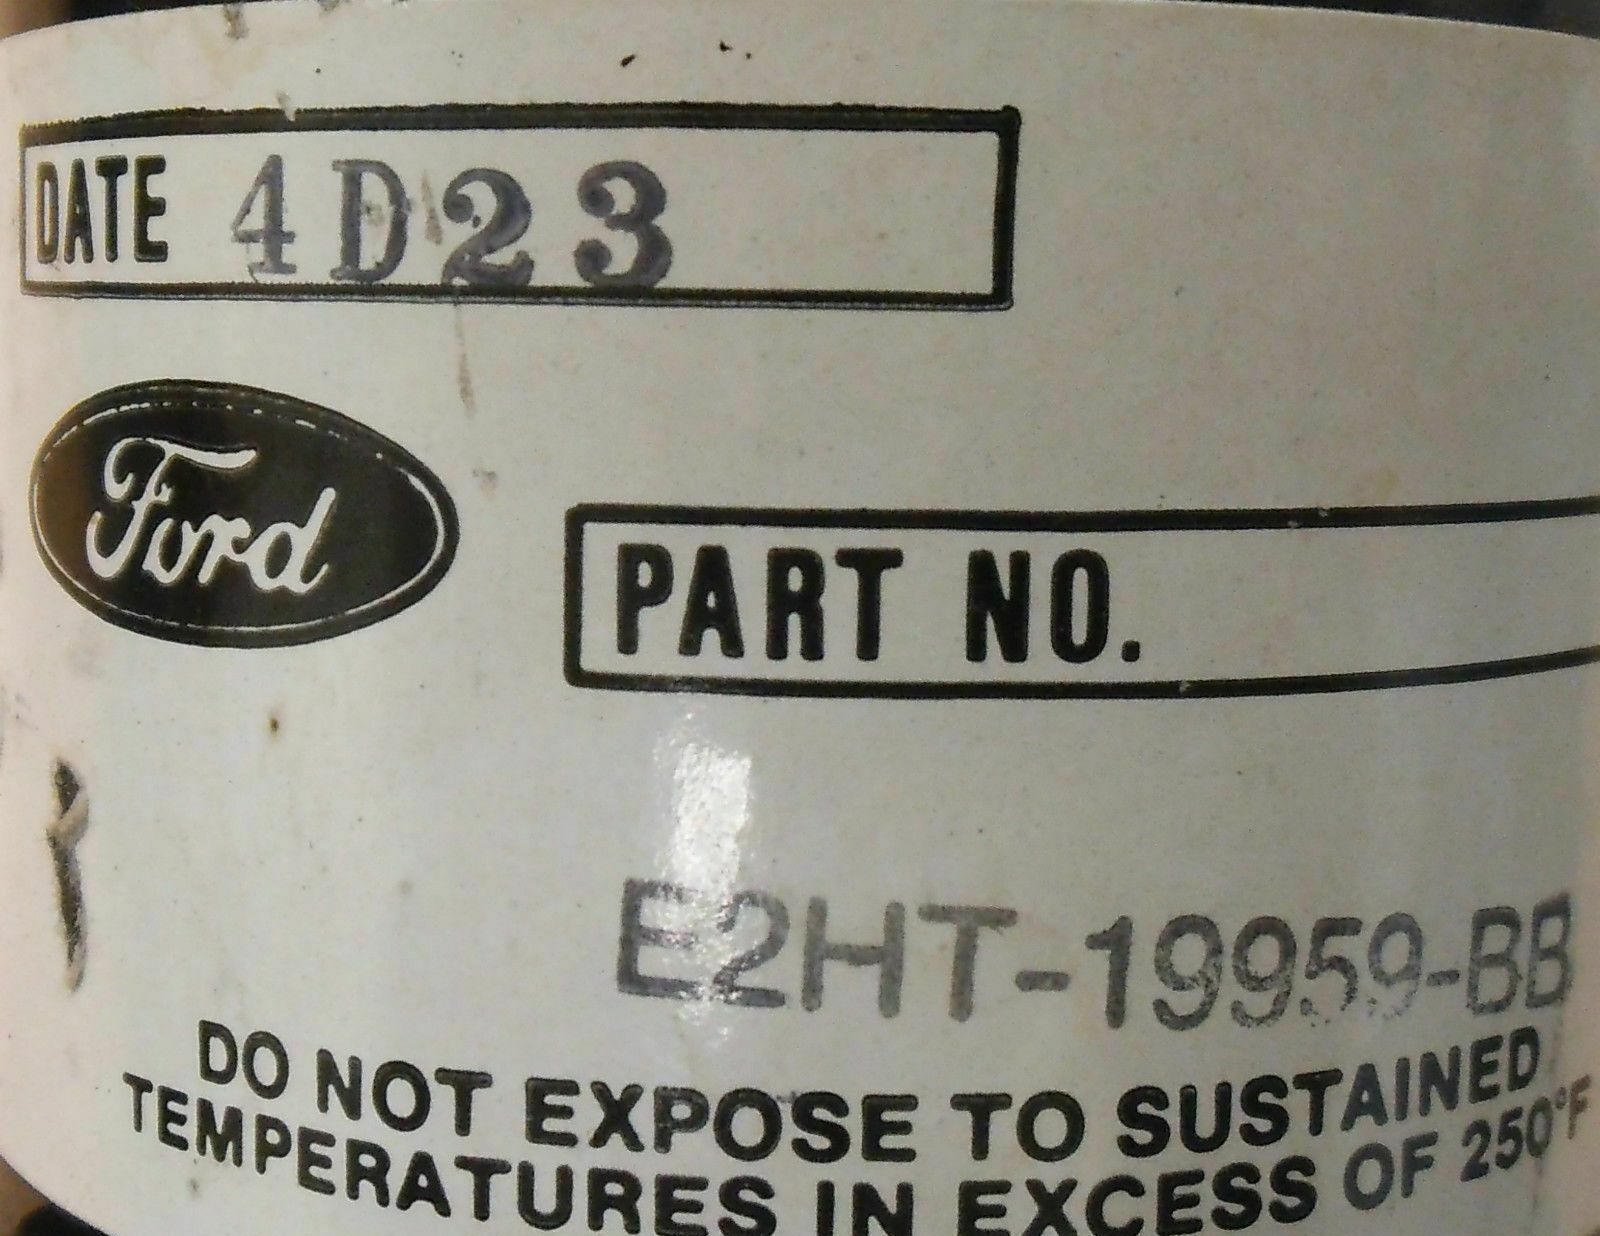 DATE 4D23
Ford
PART NO.
E2HT-19959-BB
DO NOT EXPOSE TO SUSTAINED
TEMPERATURES IN EXCESS OF 250°F